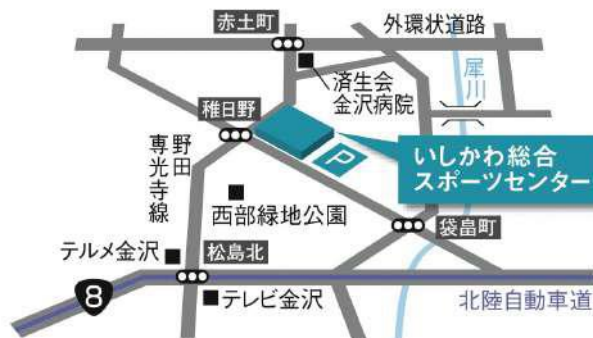 赤土町
外環状道路
済生会
金沢病院
犀川
稚日野
野田
専光寺線
P
いしかわ総合
スポーツセンター
西部緑地公園
袋畠町
テルメ金沢
松島北
8
テレビ金沢
北陸自動車道